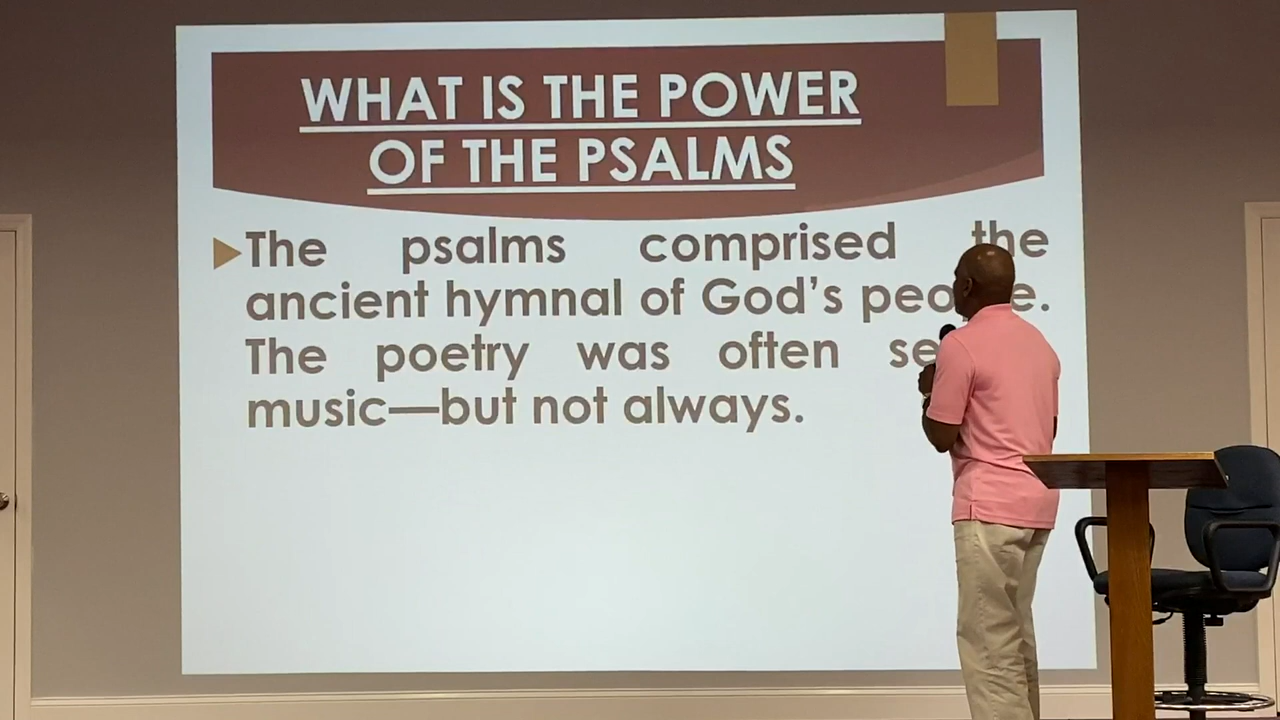 WHAT IS THE POWER
OF THE PSALMS
The psalms comprised the
ancient hymnal of God's
The poetry was often
music—but not always.